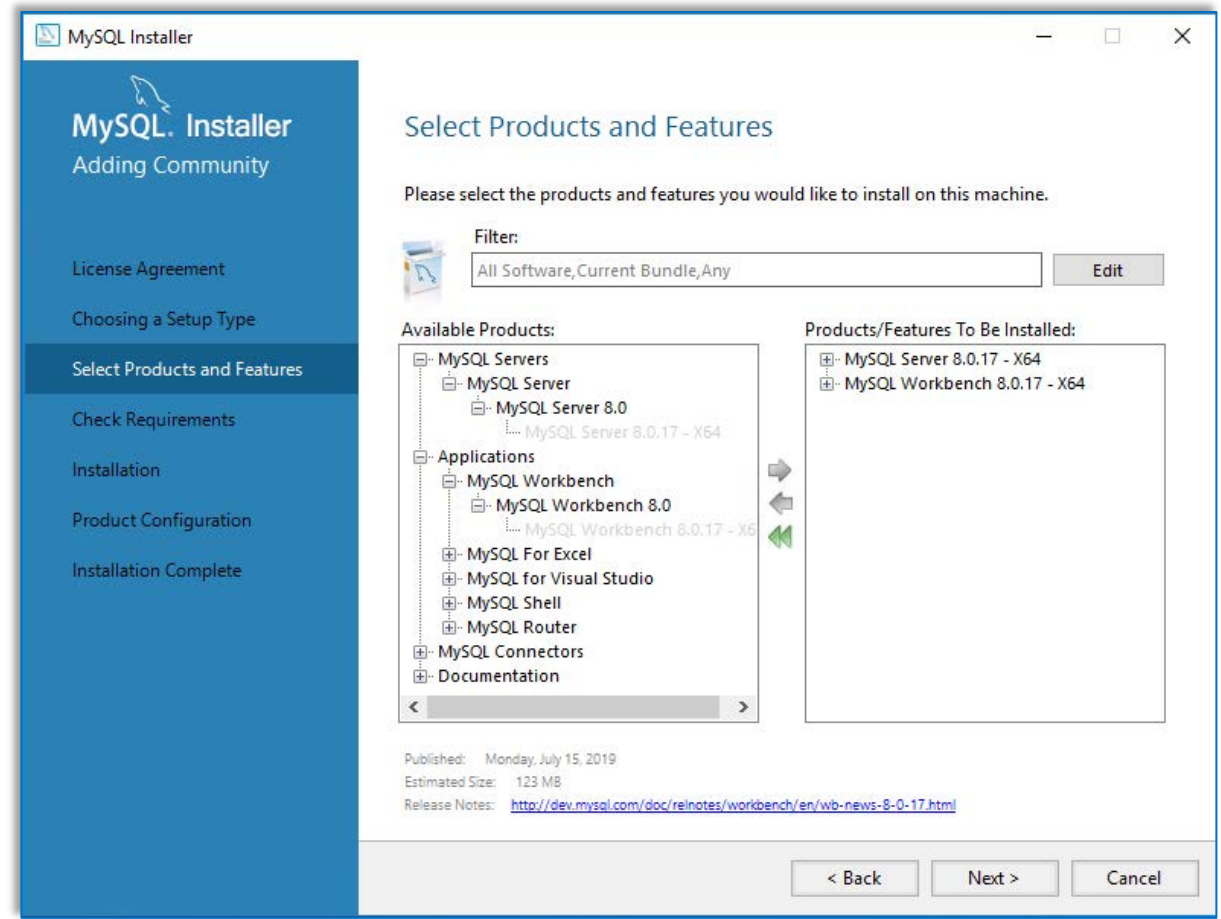 MySQL Installer
MySQL. Installer
Adding Community
License Agreement
Choosing a Setup Type
Select Products and Features
Check Requirements
Installation
Product Configuration
Installation Complete
Select Products and Features
Please select the products and features you would like to install on this machine.
Filter:
All Software,Current Bundle,Any
Edit
Available Products:
MySQL Servers
MySQL Server
MySQL Server 8.0
MySQL Server 8.0.17 - X64
Applications
MySQL Workbench
MySQL Workbench 8.0
MySQL Workbench 8.0.17 - X6
MySQL For Excel
MySQL for Visual Studio
MySQL Shell
MySQL Router
MySQL Connectors
Documentation
Products/Features To Be Installed:
MySQL Server 8.0.17 - X64
MySQL Workbench 8.0.17 - X64
Published: Monday, July 15, 2019
Estimated Size: 123 MB
Release Notes: http://dev.mysql.com/doc/relnotes/workbench/en/wb-news-8-0-17.html
< Back
Next >
Cancel